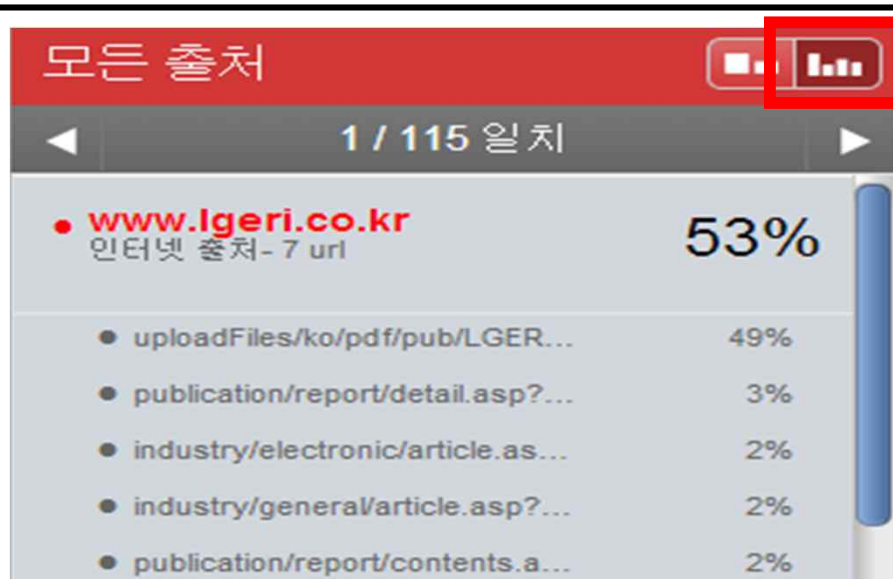 모든 출처
1 / 115 일치
www.lgeri.co.kr
53%
인터넷 출처- 7 url
uploadFiles/ko/pdf/pub/LGER... 49%
publication/report/detail.asp?... 3%
industry/electronic/article.as... 2%
industry/general/article.asp?... 2%
publication/report/contents.a... 2%